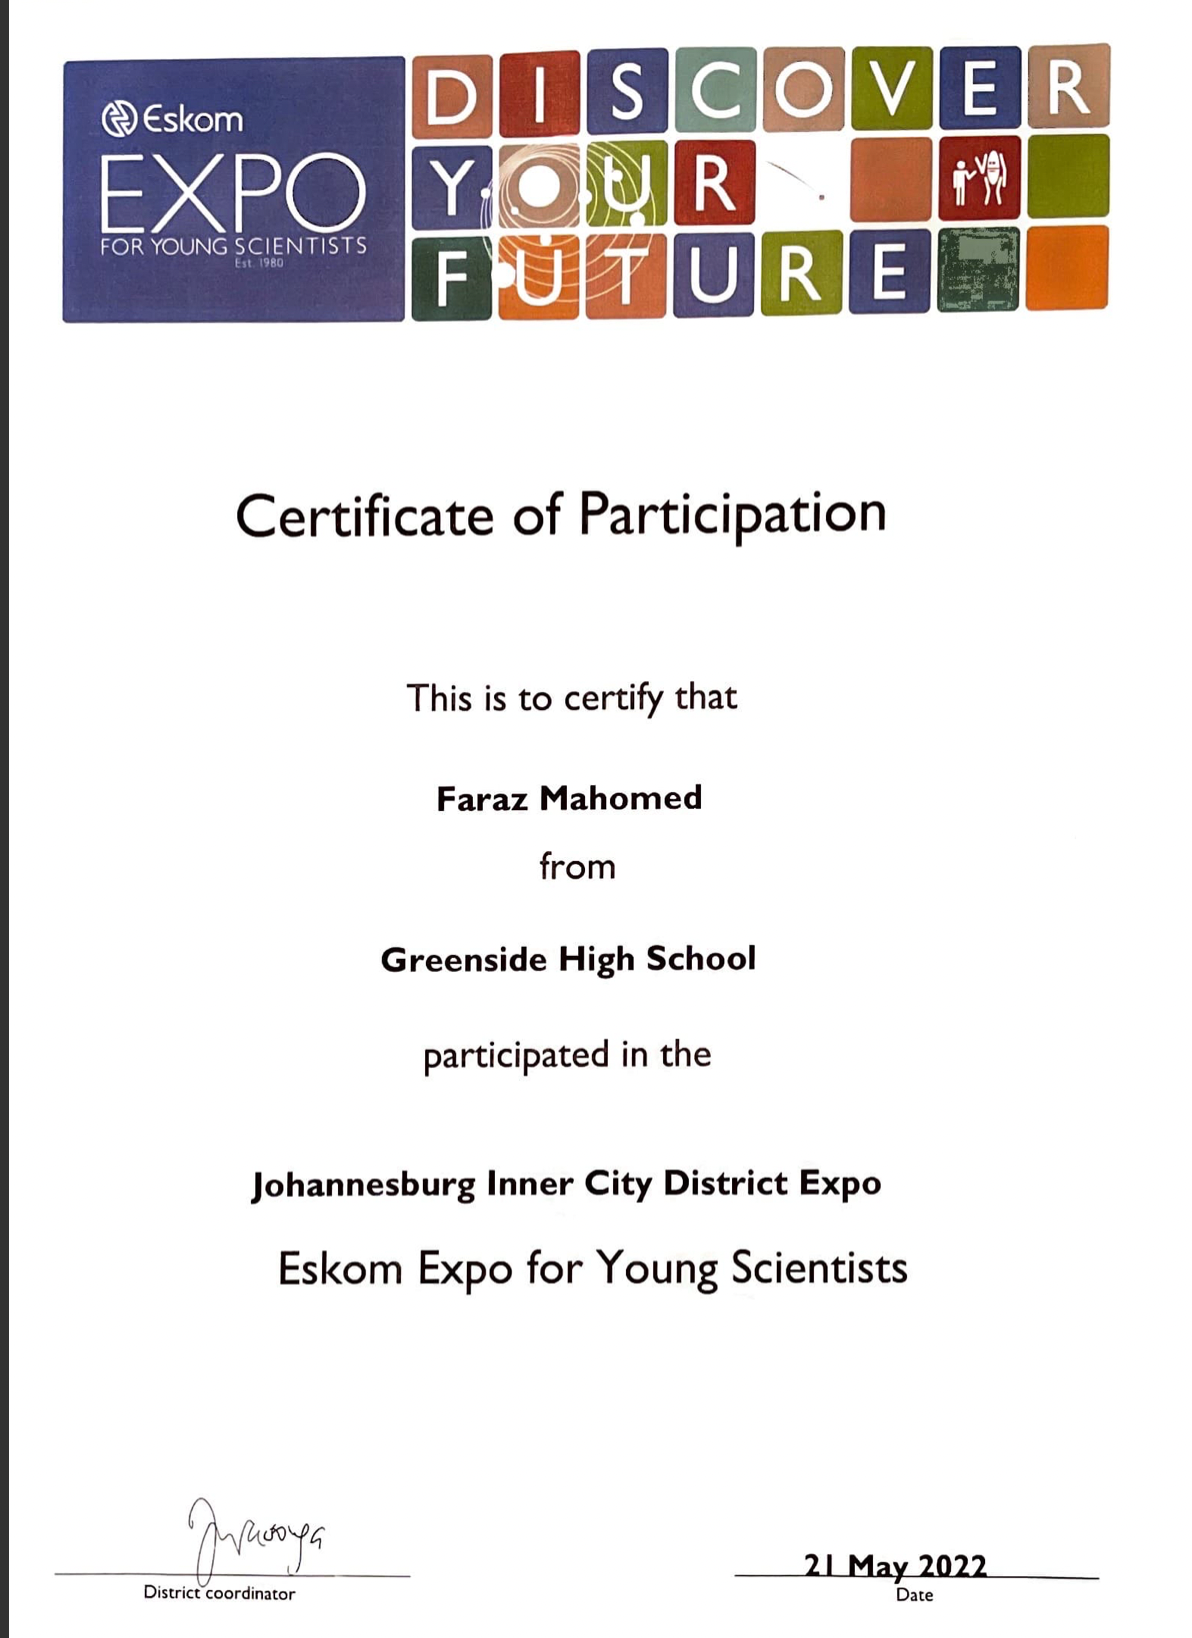 Eskom
EXPO
FOR YOUNG SCIENTISTS
Est. 1980
DISCOVER
YOUR
FUTURE
Certificate of Participation
This is to certify that
Faraz Mahomed
from
Greenside High School
participated in the
Johannesburg Inner City District Expo
Eskom Expo for Young Scientists
District coordinator
21 May 2022
Date